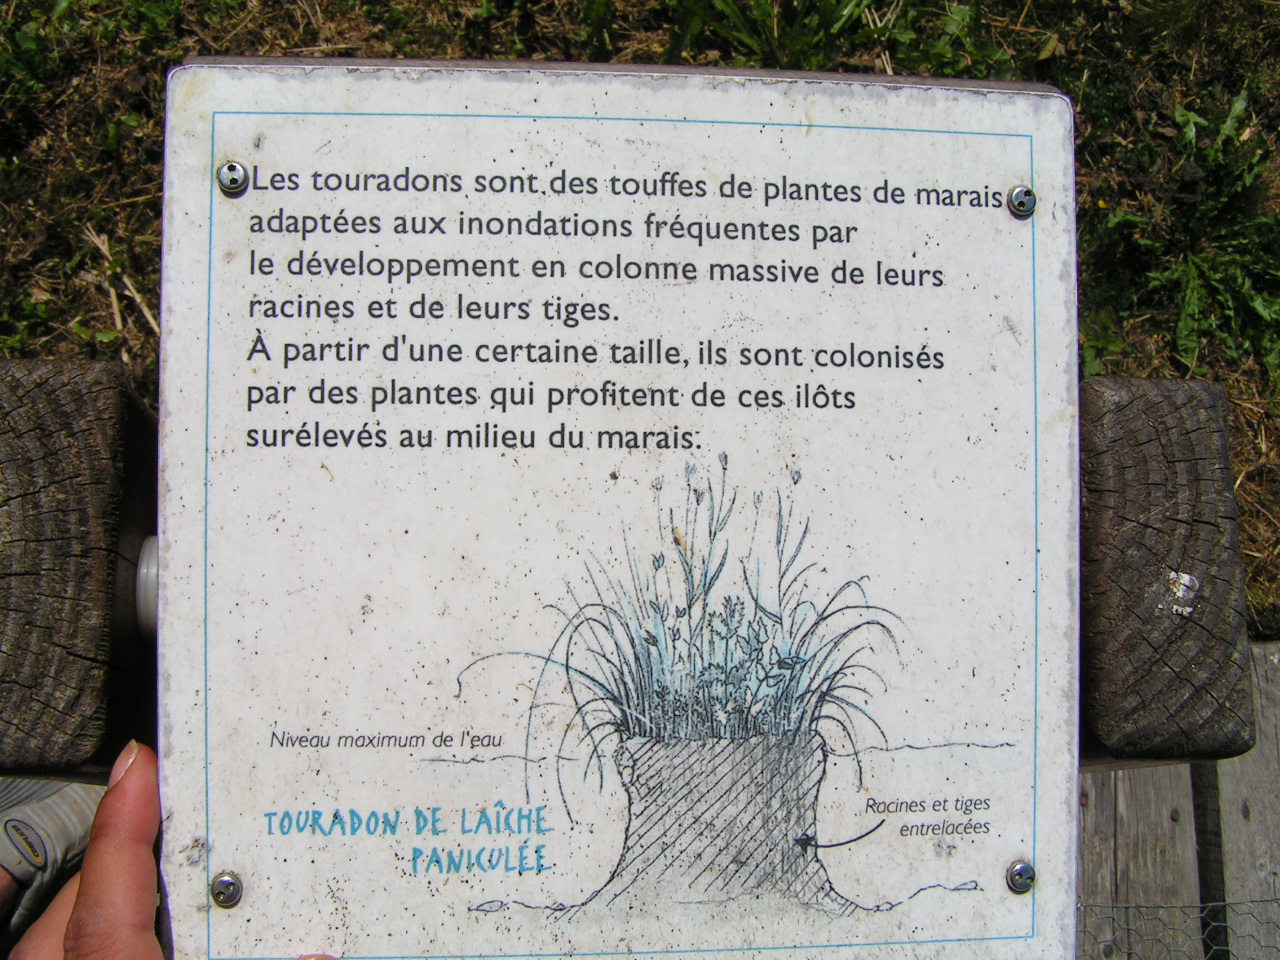 Les touradons sont des touffes de plantes de marais
adaptées aux inondations fréquentes par
le développement en colonne massive de leurs
racines et de leurs tiges.
À partir d'une certaine taille, ils sont colonisés
par des plantes qui profitent de ces ilôts
surélevés au milieu du marais.
Niveau maximum de l'eau
TOURADON DE LAÎCHE
PANICULÉE
Racines et tiges
entrelacées